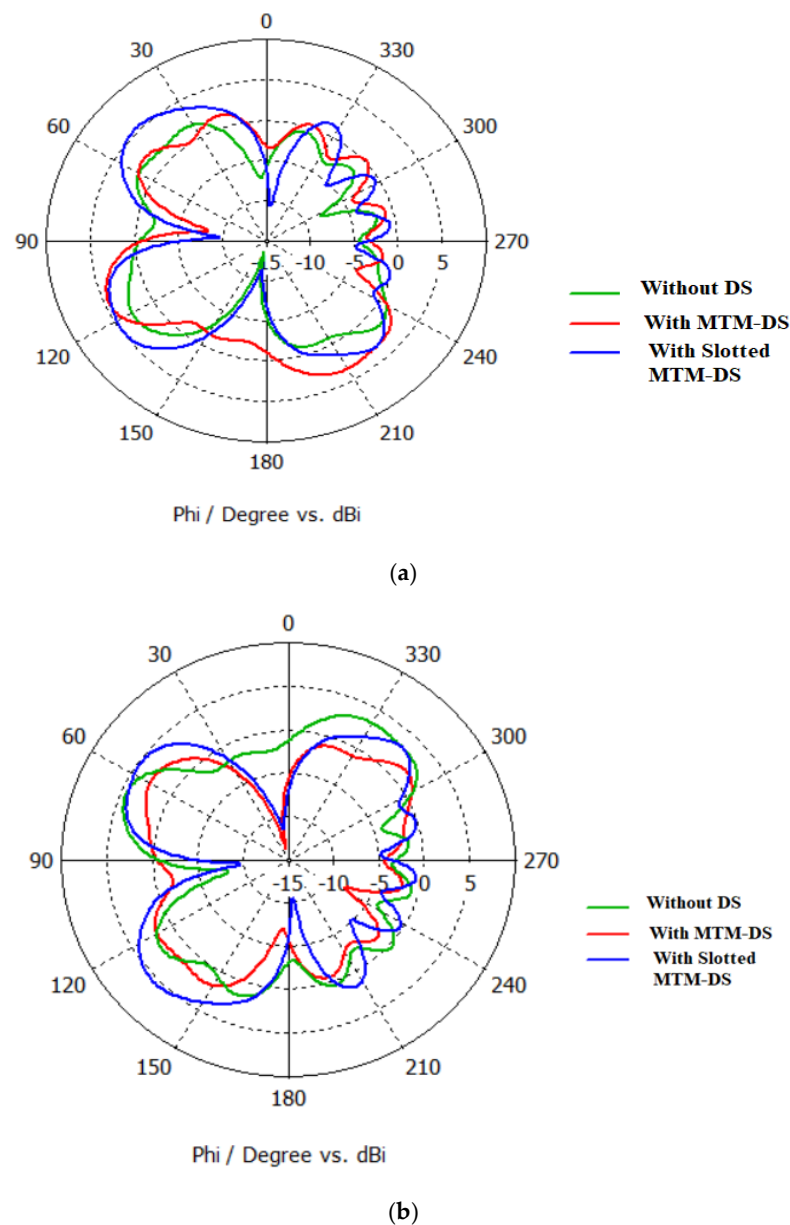 0
30
330
60
300
90
-15
-10
-5
0
5
270
120
240
150
210
180
Without DS
With MTM-DS
With Slotted
MTM-DS
Phi / Degree vs. dBi
(a)
0
30
330
60
300
90
-15
-10
-5
0
5
270
120
240
150
210
180
Without DS
With MTM-DS
With Slotted
MTM-DS
Phi / Degree vs. dBi
(b)